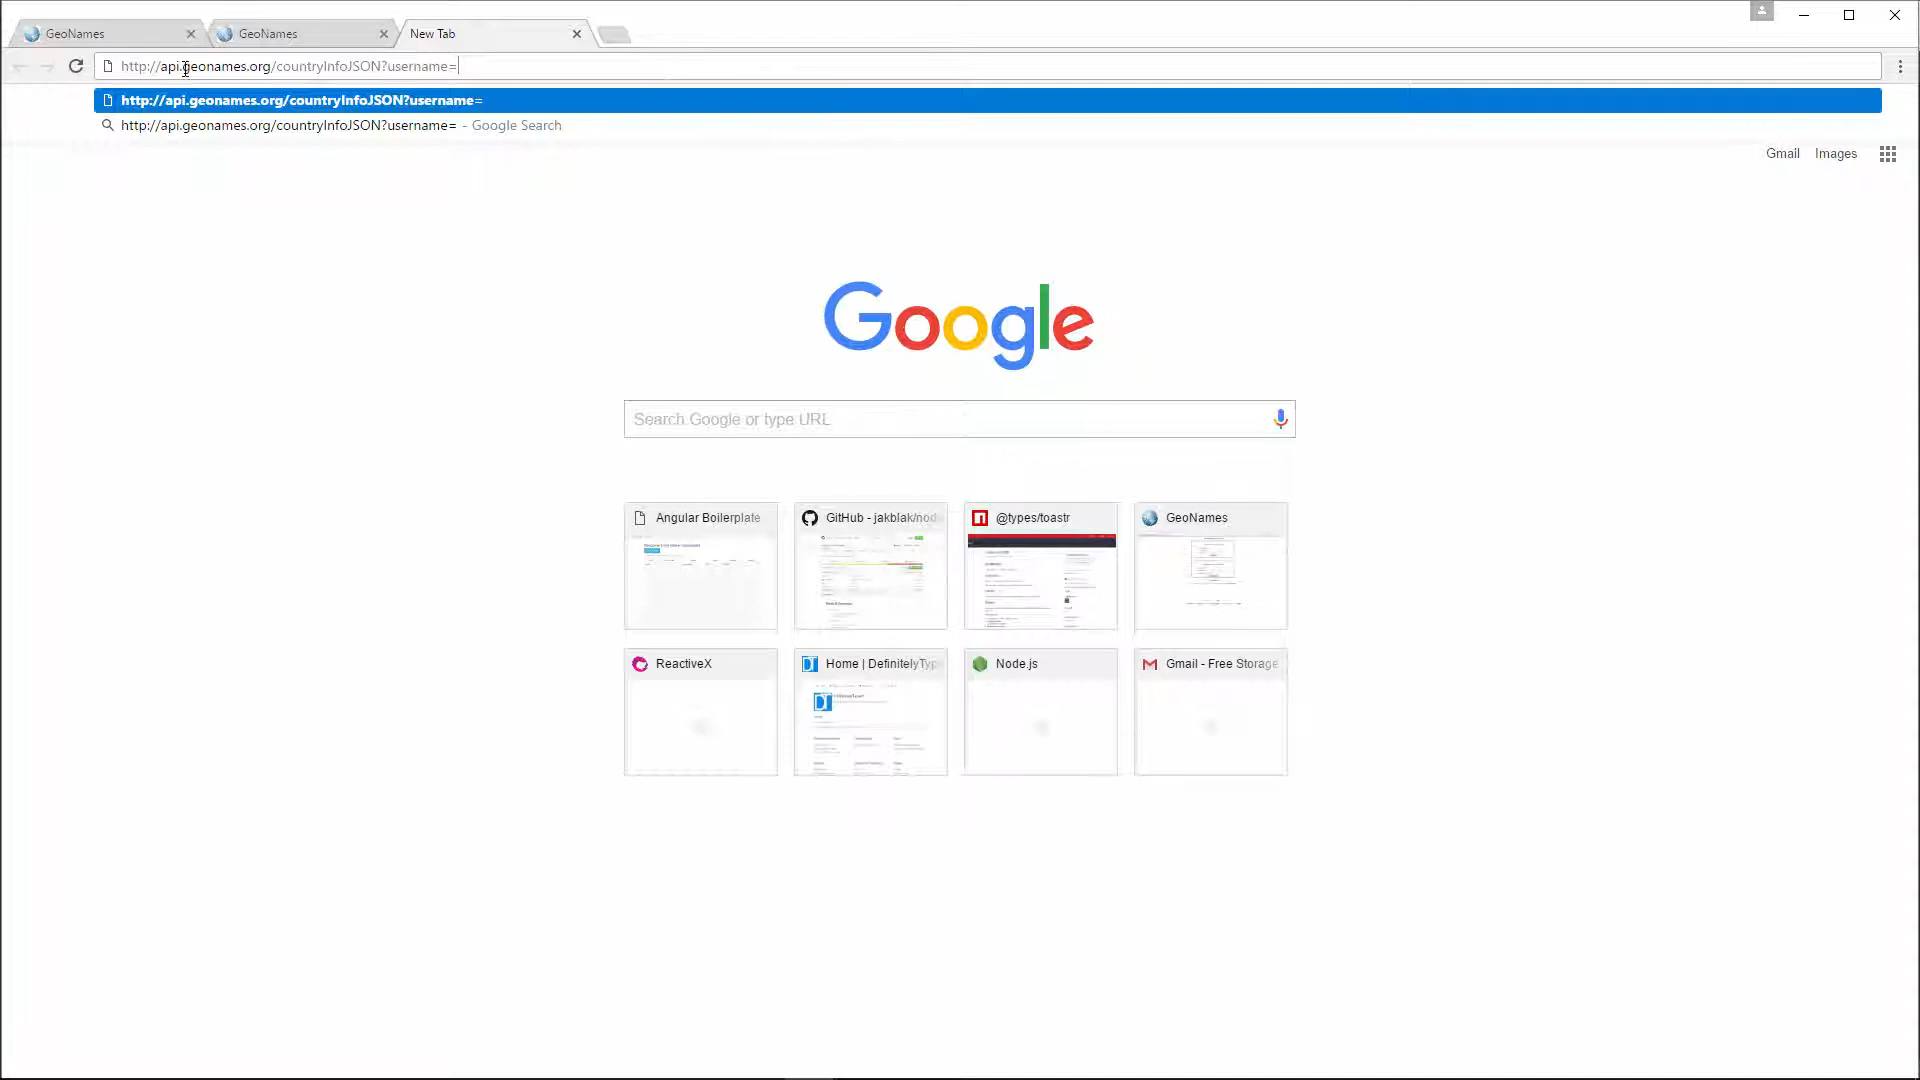 GeoNames
GeoNames
New Tab
http://api.geonames.org/countryInfoJSON?username=
http://api.geonames.org/countryInfoJSON?username=
http://api.geonames.org/countryInfoJSON?username= - Google Search
Gmail Images
Google
Search Google or type URL
Angular Boilerplate
GitHub - jakblak/nod
@types/toastr
GeoNames
ReactiveX
Home | DefinitelyTyp
Node.js
Gmail - Free Storage